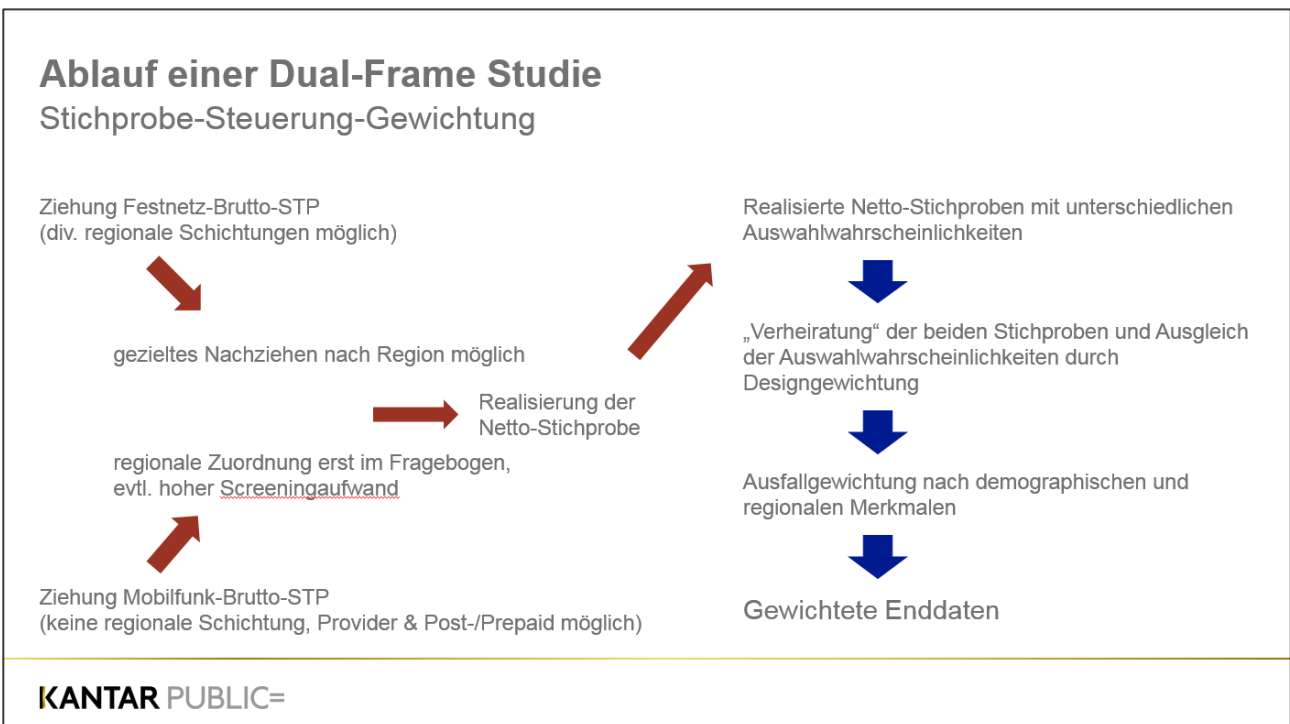 Ablauf einer Dual-Frame Studie
Stichprobe-Steuerung-Gewichtung
Ziehung Festnetz-Brutto-STP
(div. regionale Schichtungen möglich)
gezieltes Nachziehen nach Region möglich
Realisierung der
Netto-Stichprobe
regionale Zuordnung erst im Fragebogen,
evtl. hoher Screeningaufwand
Ziehung Mobilfunk-Brutto-STP
(keine regionale Schichtung, Provider & Post-/Prepaid möglich)
Realisierte Netto-Stichproben mit unterschiedlichen
Auswahlwahrscheinlichkeiten
„Verheiratung“ der beiden Stichproben und Ausgleich
der Auswahlwahrscheinlichkeiten durch
Designgewichtung
Ausfallgewichtung nach demographischen und
regionalen Merkmalen
Gewichtete Enddaten
KANTAR PUBLIC=